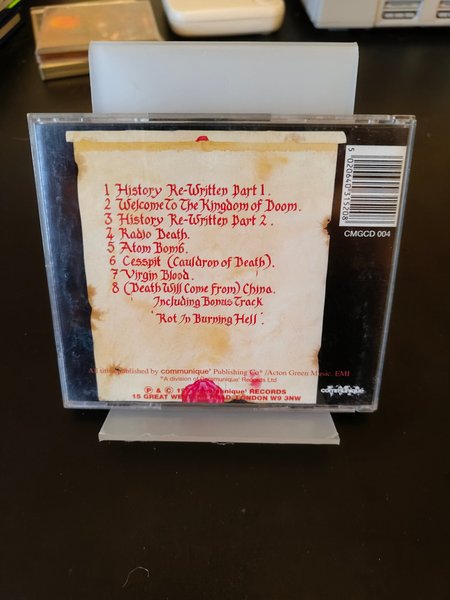 1 History Re-Written Part 1.
2 Welcome To The Kingdom of Doom.
3 History Re-Written Part 2.
4 Radio Death.
5 Atom Bomb.
6 Cesspit (Cauldron of Death).
7 Virgin Blood.
8 (Death Will Come From) China.
Including Bonus Track
'Rot In Burning Hell'.
published by communique' Publishing Co* /Acton Green Music. EMI
*A division of Communique' Records Ltd
P & © RECORDS
15 GREAT LONDON W9 3NW
5 020640 315208
CMGCD 004
communique